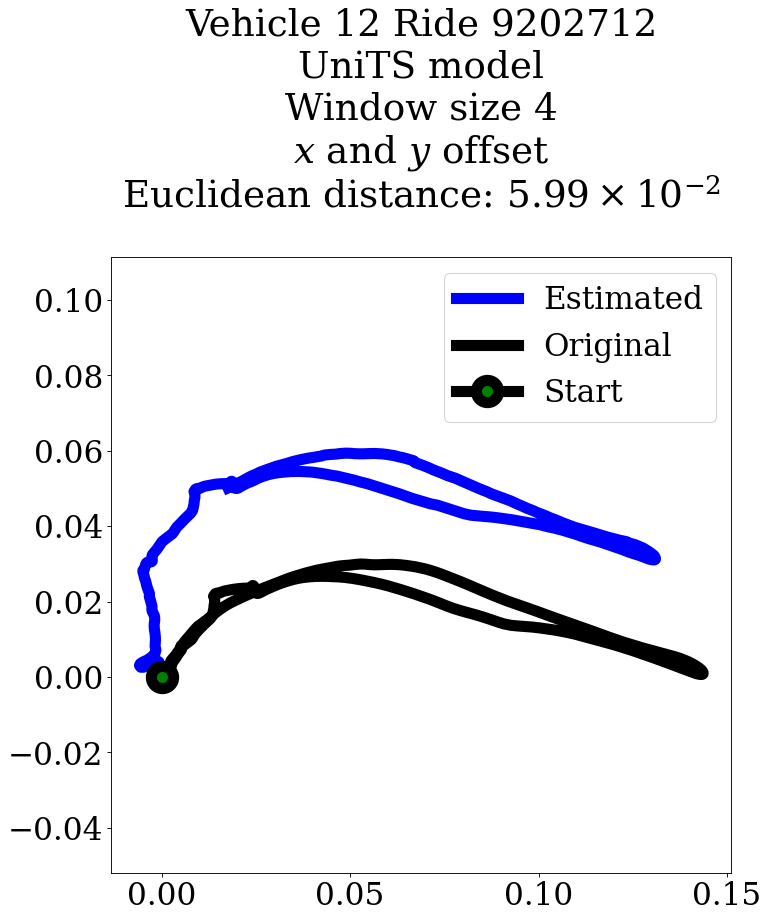 Vehicle 12 Ride 9202712
UniTS model
Window size 4
x and y offset
Euclidean distance: 5.99 × 10⁻²
Estimated
Original
Start
0.10
0.08
0.06
0.04
0.02
0.00
−0.02
−0.04
0.00 0.05 0.10 0.15